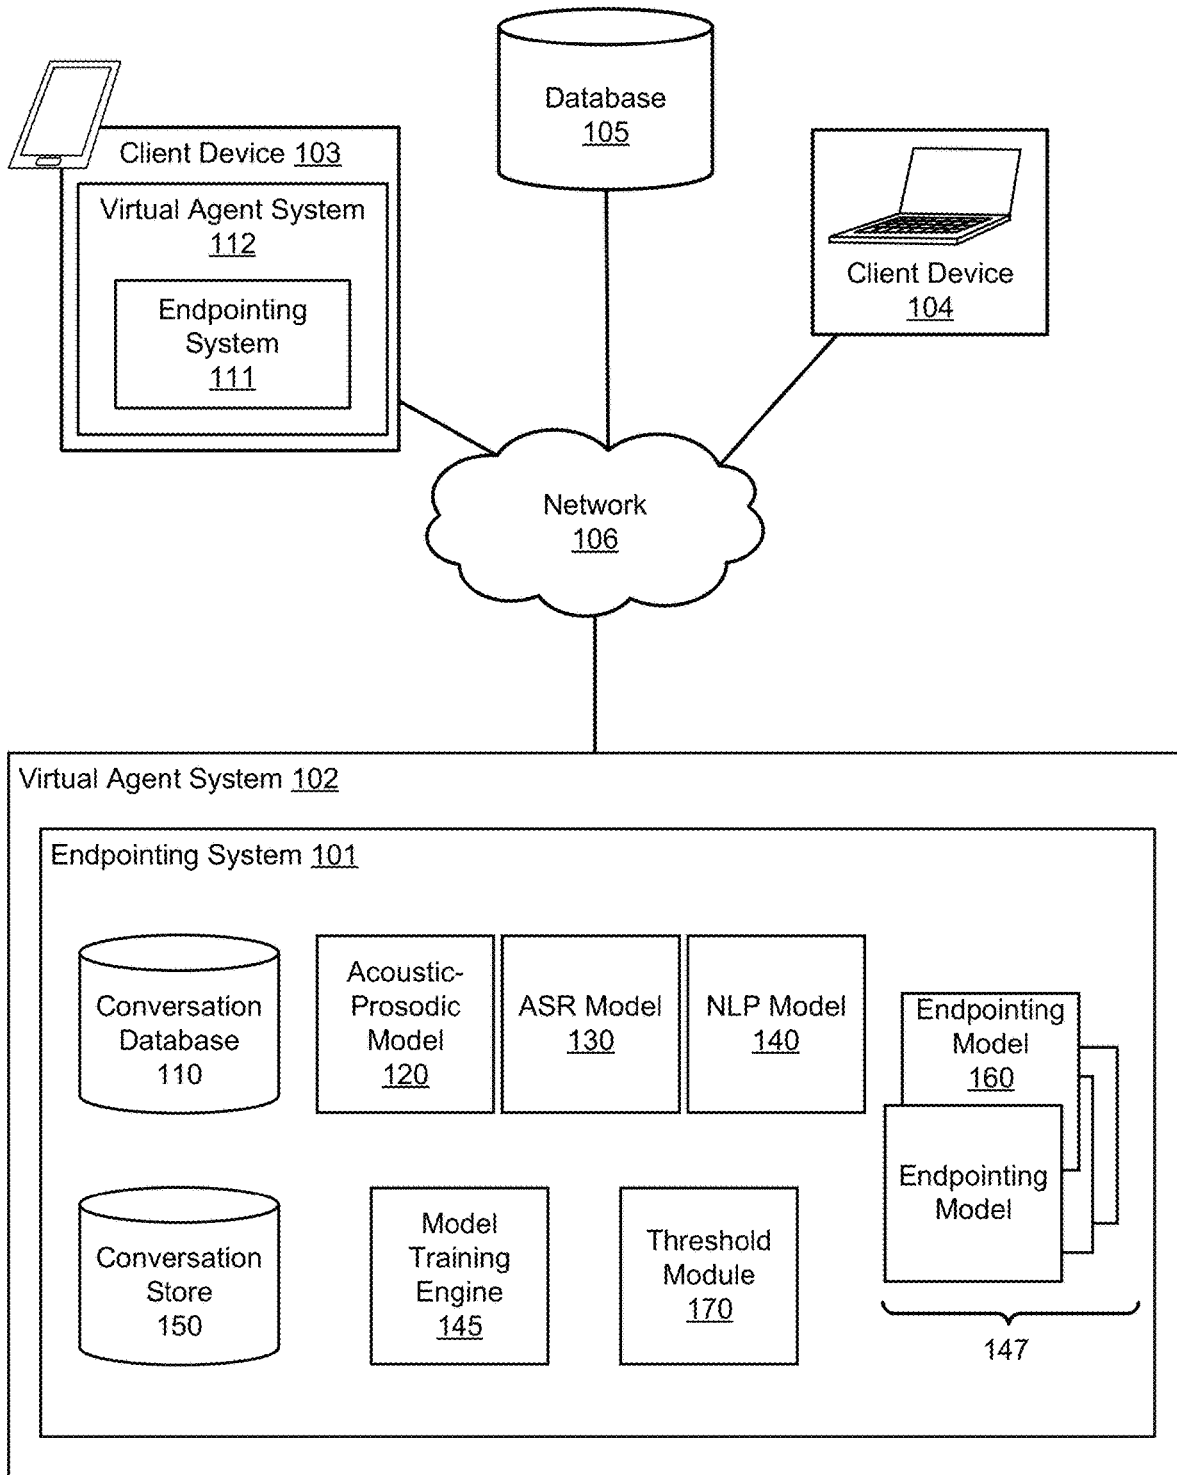 Database
105
Client Device 103
Virtual Agent System
112
Endpointing
System
111
Client Device
104
Network
106
Virtual Agent System 102
Endpointing System 101
Conversation
Database
110
Acoustic-
Prosodic
Model
120
ASR Model
130
NLP Model
140
Endpointing
Model
160
Endpointing
Model
147
Conversation
Store
150
Model
Training
Engine
145
Threshold
Module
170